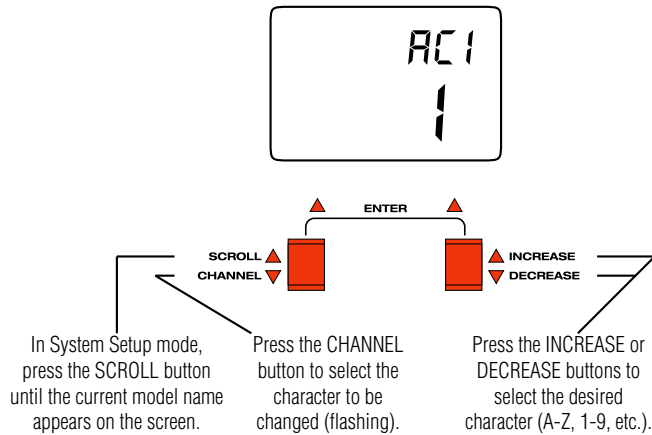 AC1
1
ENTER
SCROLL
CHANNEL
INCREASE
DECREASE
In System Setup mode,
press the SCROLL button
until the current model name
appears on the screen.
Press the CHANNEL
button to select the
character to be
changed (flashing).
Press the INCREASE or
DECREASE buttons to
select the desired
character (A-Z, 1-9, etc.).